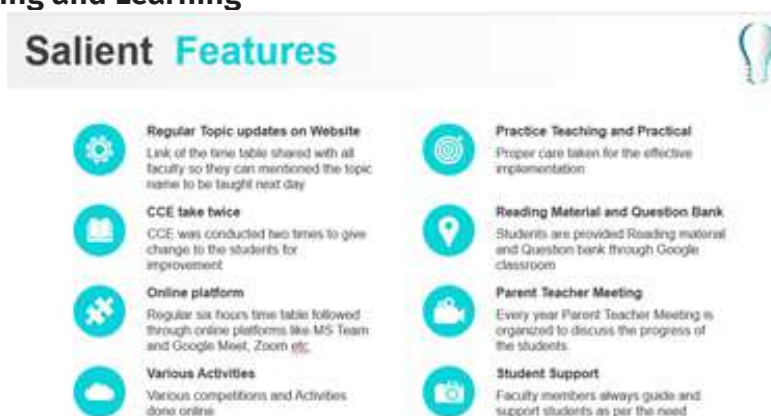 ing and Learning
Salient Features
Regular Topic updates on Website
Link of the time table shared with all
faculty so they can mentioned the topic
name to be taught next day
CCE take twice
CCE was conducted two times to give
change to the students for
improvement
Online platform
Regular six hours time table followed
through online platforms like MS Team
and Google Meet, Zoom etc.
Various Activities
Various competitions and Activities
done online
Practice Teaching and Practical
Proper care taken for the effective
implementation
Reading Material and Question Bank
Students are provided Reading material
and Question bank through Google
classroom
Parent Teacher Meeting
Every year Parent Teacher Meeting is
organized to discuss the progress of
the students.
Student Support
Faculty members always guide and
support students as per the need